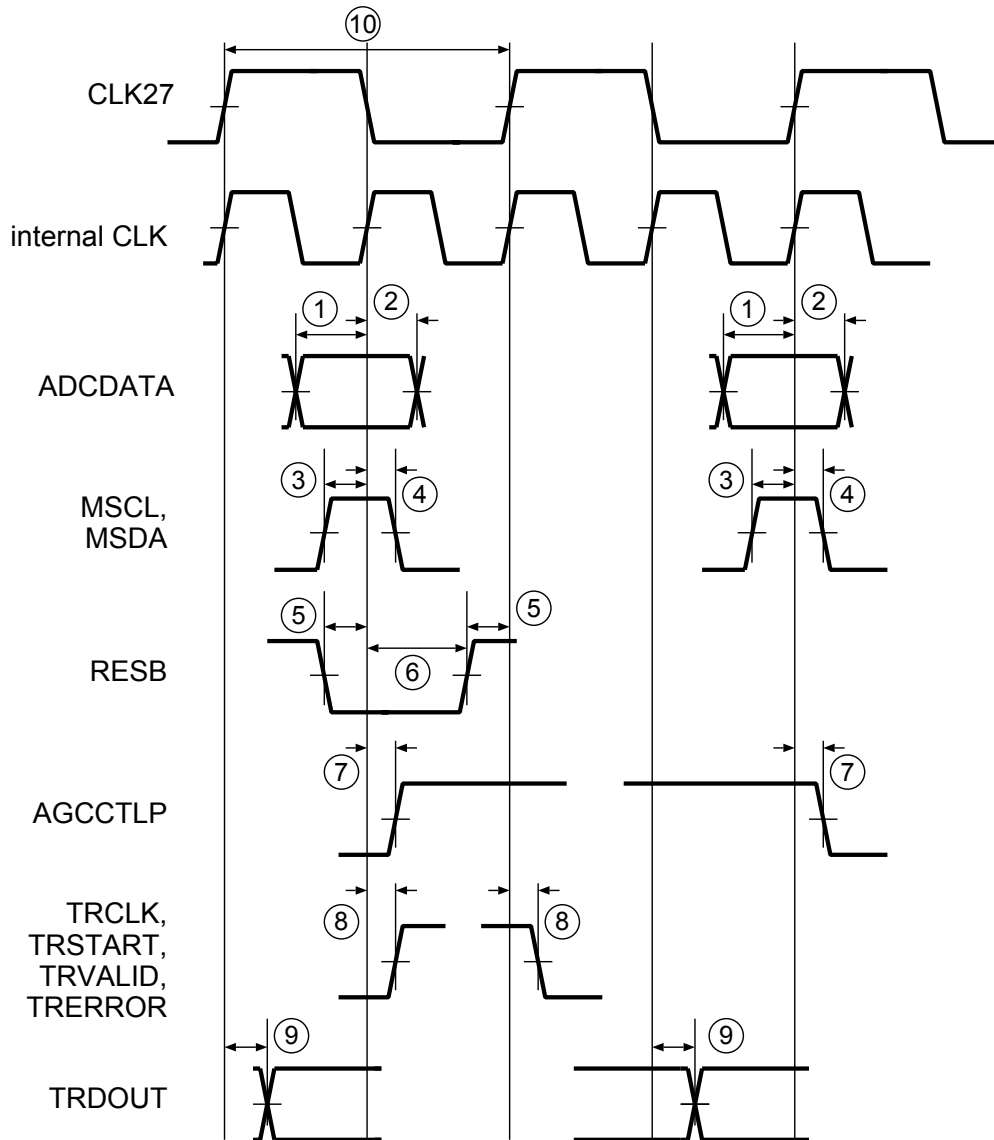 ⑩
CLK27
internal CLK
① ② ① ②
ADCDATA
③ ④ ③ ④
MSCL,
MSDA
⑤ ⑤
⑥
RESB
⑦ ⑦
AGCCTLP
⑧ ⑧
TRCLK,
TRSTART,
TRVALID,
TRERROR
⑨ ⑨
TRDOUT